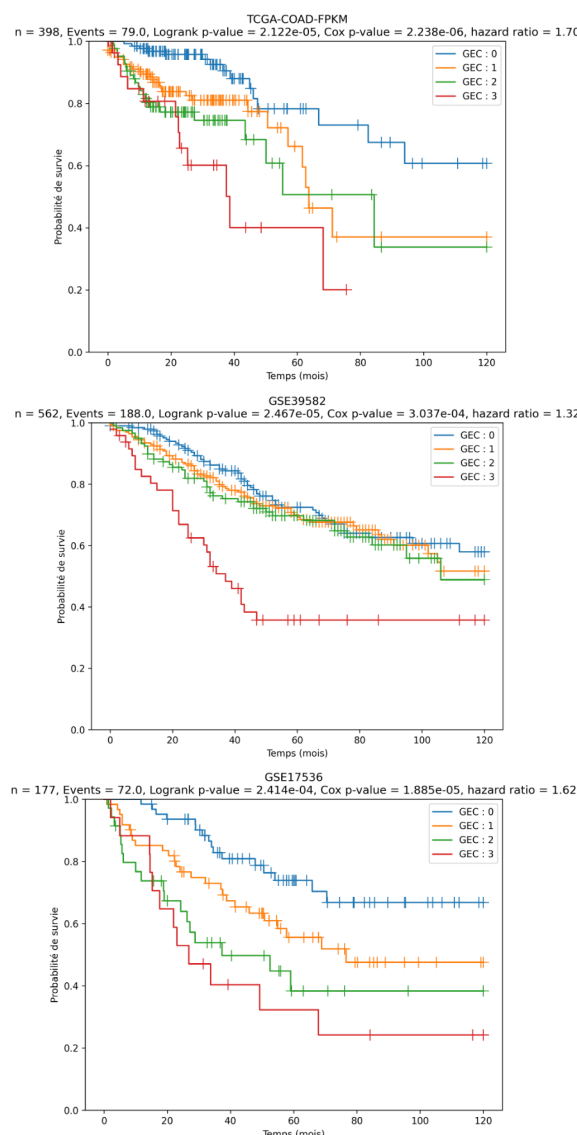 TCGA-COAD-FPKM
n = 398, Events = 79.0, Logrank p-value = 2.122e-05, Cox p-value = 2.238e-06, hazard ratio = 1.70
GEC : 0
GEC : 1
GEC : 2
GEC : 3
Probabilité de survie
1.0
0.8
0.6
0.4
0.2
0.0
0 20 40 60 80 100 120
Temps (mois)
GSE39582
n = 562, Events = 188.0, Logrank p-value = 2.467e-05, Cox p-value = 3.037e-04, hazard ratio = 1.32
GEC : 0
GEC : 1
GEC : 2
GEC : 3
Probabilité de survie
1.0
0.8
0.6
0.4
0.2
0.0
0 20 40 60 80 100 120
Temps (mois)
GSE17536
n = 177, Events = 72.0, Logrank p-value = 2.414e-04, Cox p-value = 1.885e-05, hazard ratio = 1.62
GEC : 0
GEC : 1
GEC : 2
GEC : 3
Probabilité de survie
1.0
0.8
0.6
0.4
0.2
0.0
0 20 40 60 80 100 120
Temps (mois)